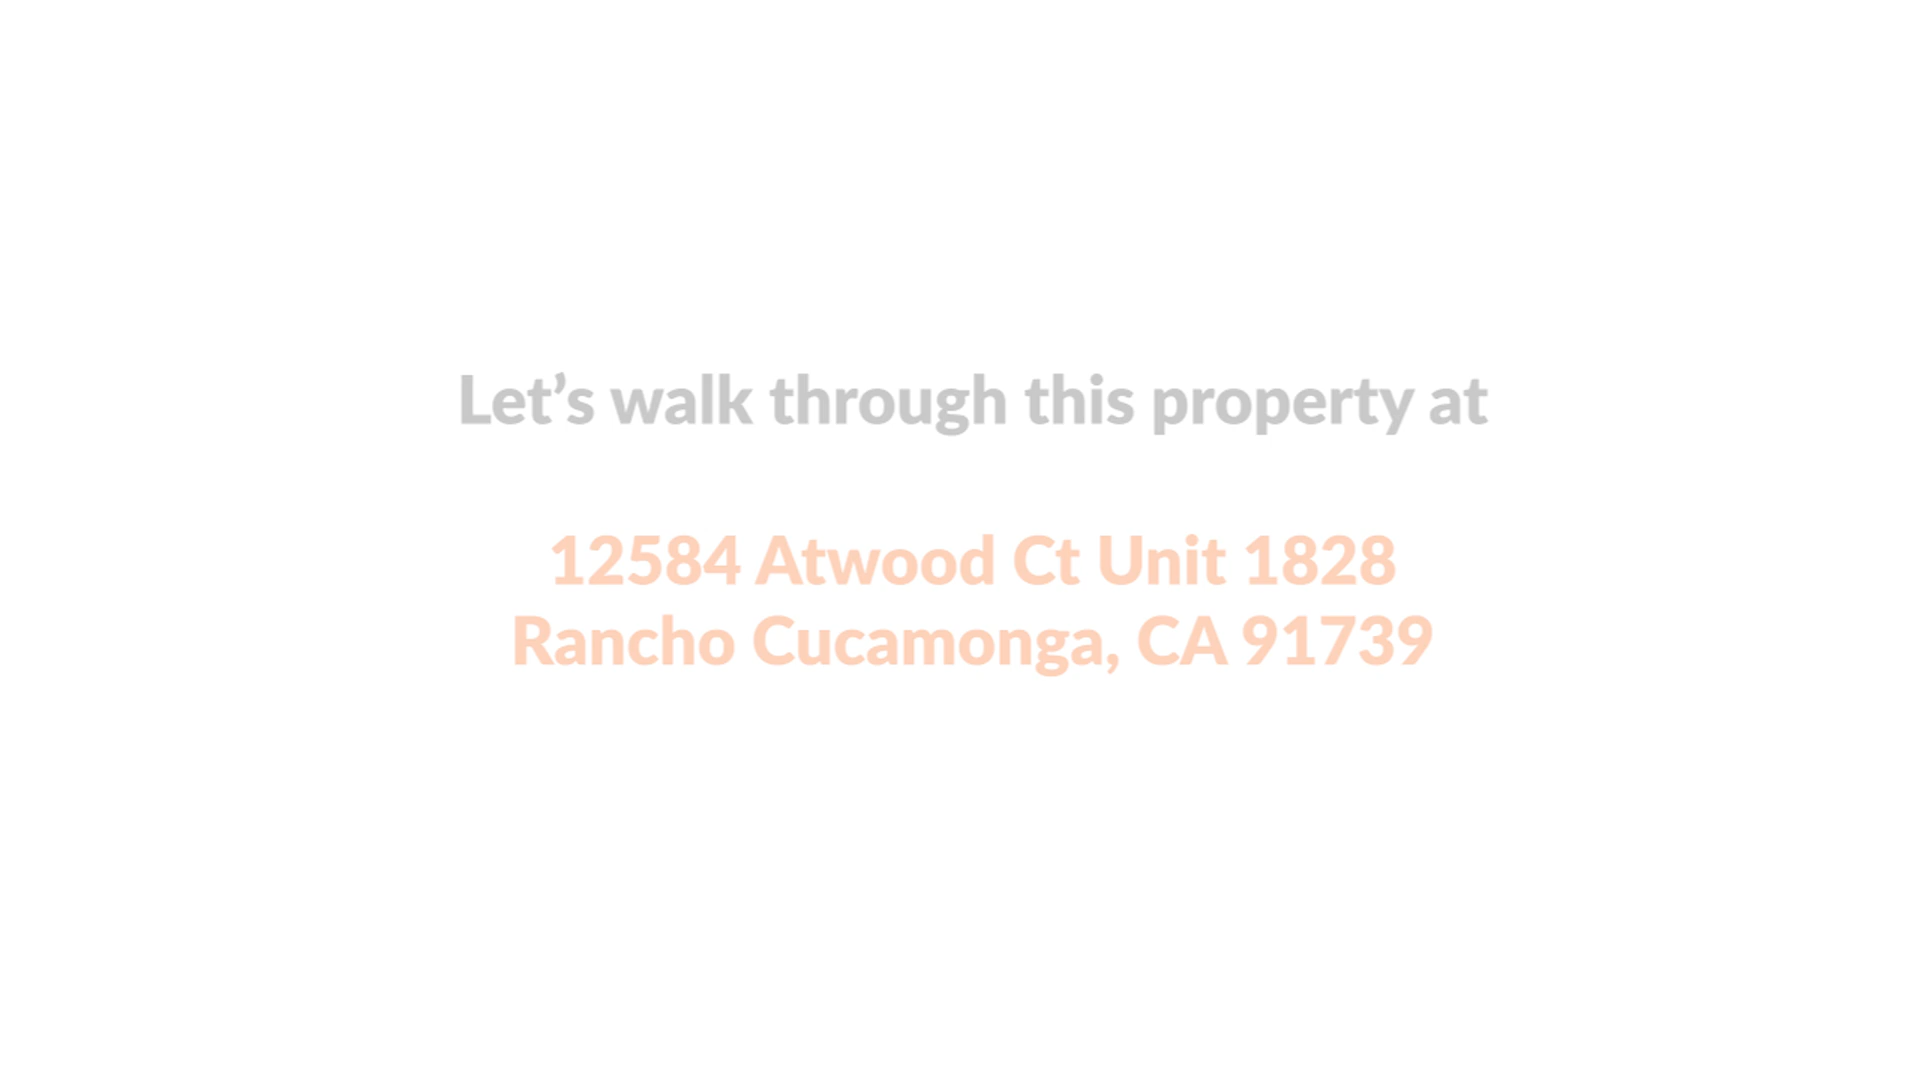 Let’s walk through this property at
12584 Atwood Ct Unit 1828
Rancho Cucamonga, CA 91739